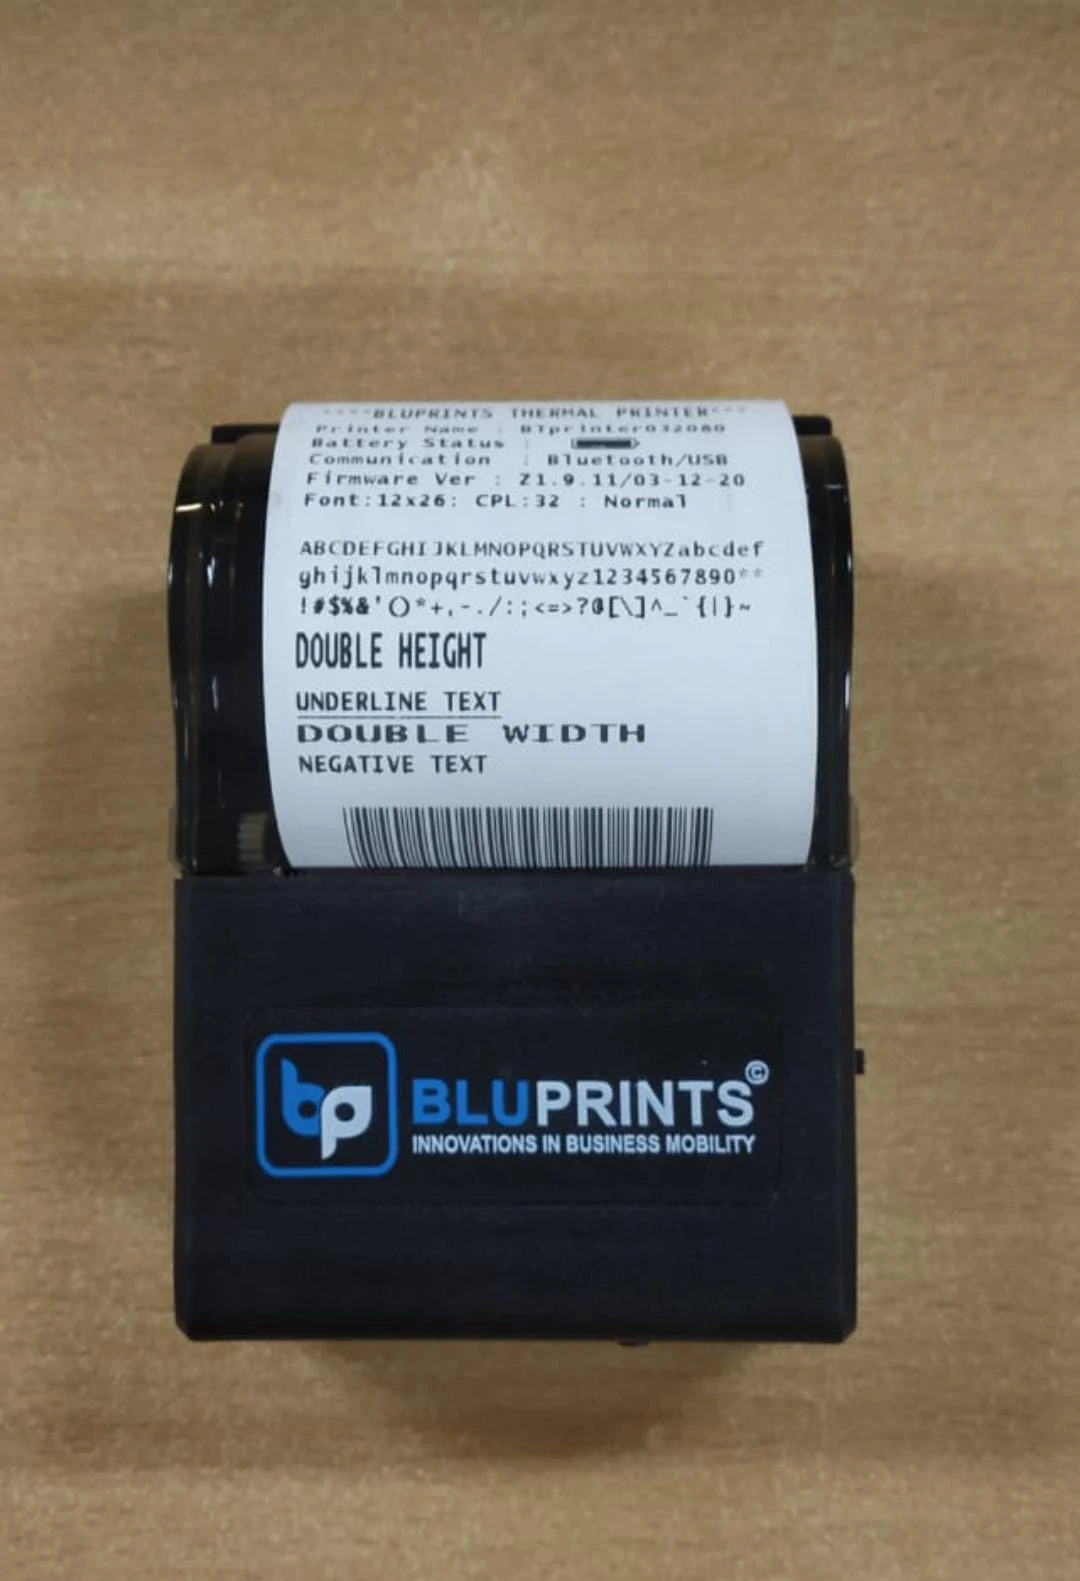 ****BLUPRINTS THERMAL PRINTER****
Printer Name : BTprinter032080
Battery Status :
Communication : Bluetooth/USB
Firmware Ver : Z1.9.11/03-12-20
Font:12x26: CPL:32 : Normal
ABCDEFGHIJKLMNOPQRSTUVWXYZabcdef
ghijklmnopqrstuvwxyz1234567890**
!#$%&'()*+,-./:;<=>?@[\]^_`{|}~
DOUBLE HEIGHT
UNDERLINE TEXT
DOUBLE WIDTH
NEGATIVE TEXT
bp
BLUPRINTS©
INNOVATIONS IN BUSINESS MOBILITY